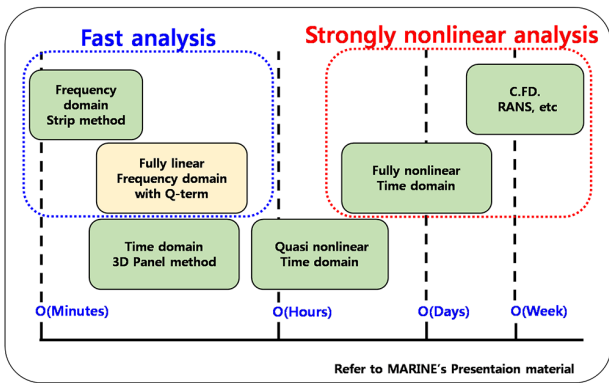 Fast analysis
Strongly nonlinear analysis
Frequency
domain
Strip method
C.FD.
RANS, etc
Fully linear
Frequency domain
with Q-term
Fully nonlinear
Time domain
Time domain
3D Panel method
Quasi nonlinear
Time domain
O(Minutes)
O(Hours)
O(Days)
O(Week)
Refer to MARINE's Presentaion material